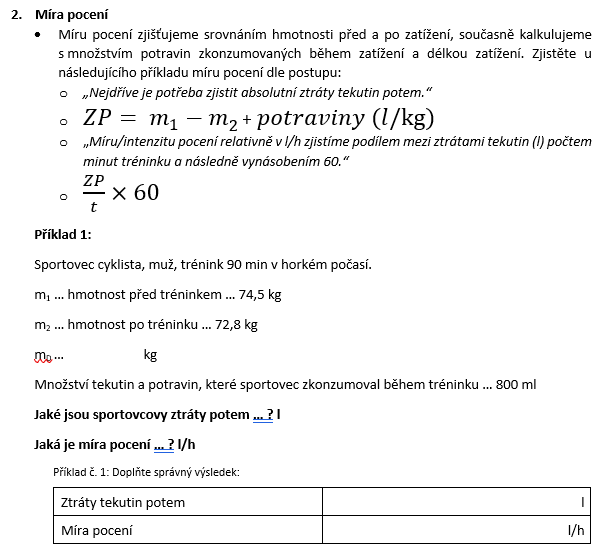 2. Míra pocení
• Míru pocení zjišťujeme srovnáním hmotnosti před a po zatížení, současně kalkulujeme
s množstvím potravin zkonzumovaných během zatížení a délkou zatížení. Zjistěte u
následujícího příkladu míru pocení dle postupu:
o „Nejdříve je potřeba zjistit absolutní ztráty tekutin potem.“
o ZP = m₁ − m₂ + potraviny (l/kg)
o „Míru/intenzitu pocení relativně v l/h zjistíme podílem mezi ztrátami tekutin (l) počtem
minut tréninku a následně vynásobením 60.“
o ZP/t × 60
Příklad 1:
Sportovec cyklista, muž, trénink 90 min v horkém počasí.
m₁ … hmotnost před tréninkem … 74,5 kg
m₂ … hmotnost po tréninku … 72,8 kg
m₀ … kg
Množství tekutin a potravin, které sportovec zkonzumoval během tréninku … 800 ml
Jaké jsou sportovcovy ztráty potem … ? l
Jaká je míra pocení … ? l/h
Příklad č. 1: Doplňte správný výsledek:
Ztráty tekutin potem l
Míra pocení l/h